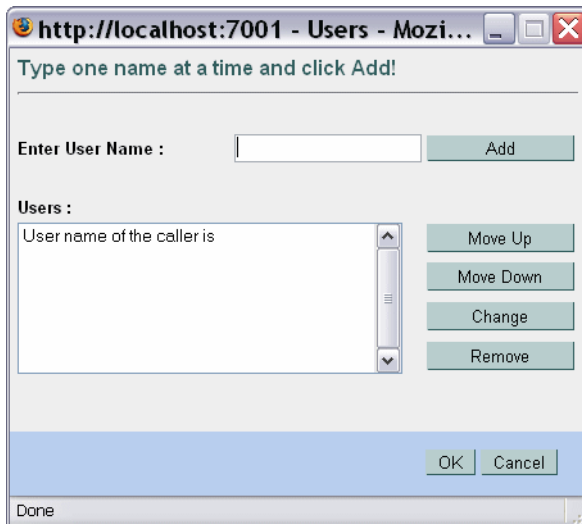 http://localhost:7001 - Users - Mozi...
Type one name at a time and click Add!
Enter User Name :
Add
Users :
User name of the caller is
Move Up
Move Down
Change
Remove
OK
Cancel
Done